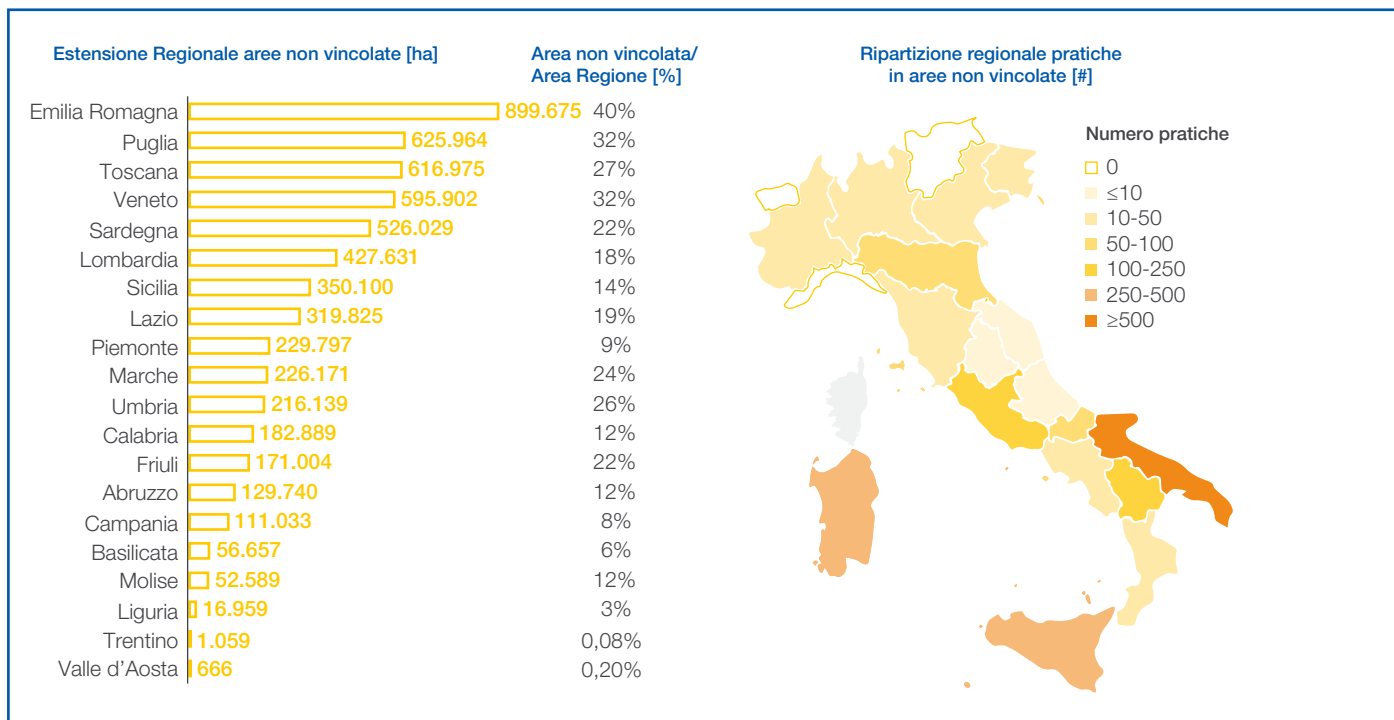 Estensione Regionale aree non vincolate [ha]
Area non vincolata/
Area Regione [%]
Emilia Romagna 899.675 40%
Puglia 625.964 32%
Toscana 616.975 27%
Veneto 595.902 32%
Sardegna 526.029 22%
Lombardia 427.631 18%
Sicilia 350.100 14%
Lazio 319.825 19%
Piemonte 229.797 9%
Marche 226.171 24%
Umbria 216.139 26%
Calabria 182.889 12%
Friuli 171.004 22%
Abruzzo 129.740 12%
Campania 111.033 8%
Basilicata 56.657 6%
Molise 52.589 12%
Liguria 16.959 3%
Trentino 1.059 0,08%
Valle d'Aosta 666 0,20%
Ripartizione regionale pratiche
in aree non vincolate [#]
Numero pratiche
0
≤10
10-50
50-100
100-250
250-500
≥500